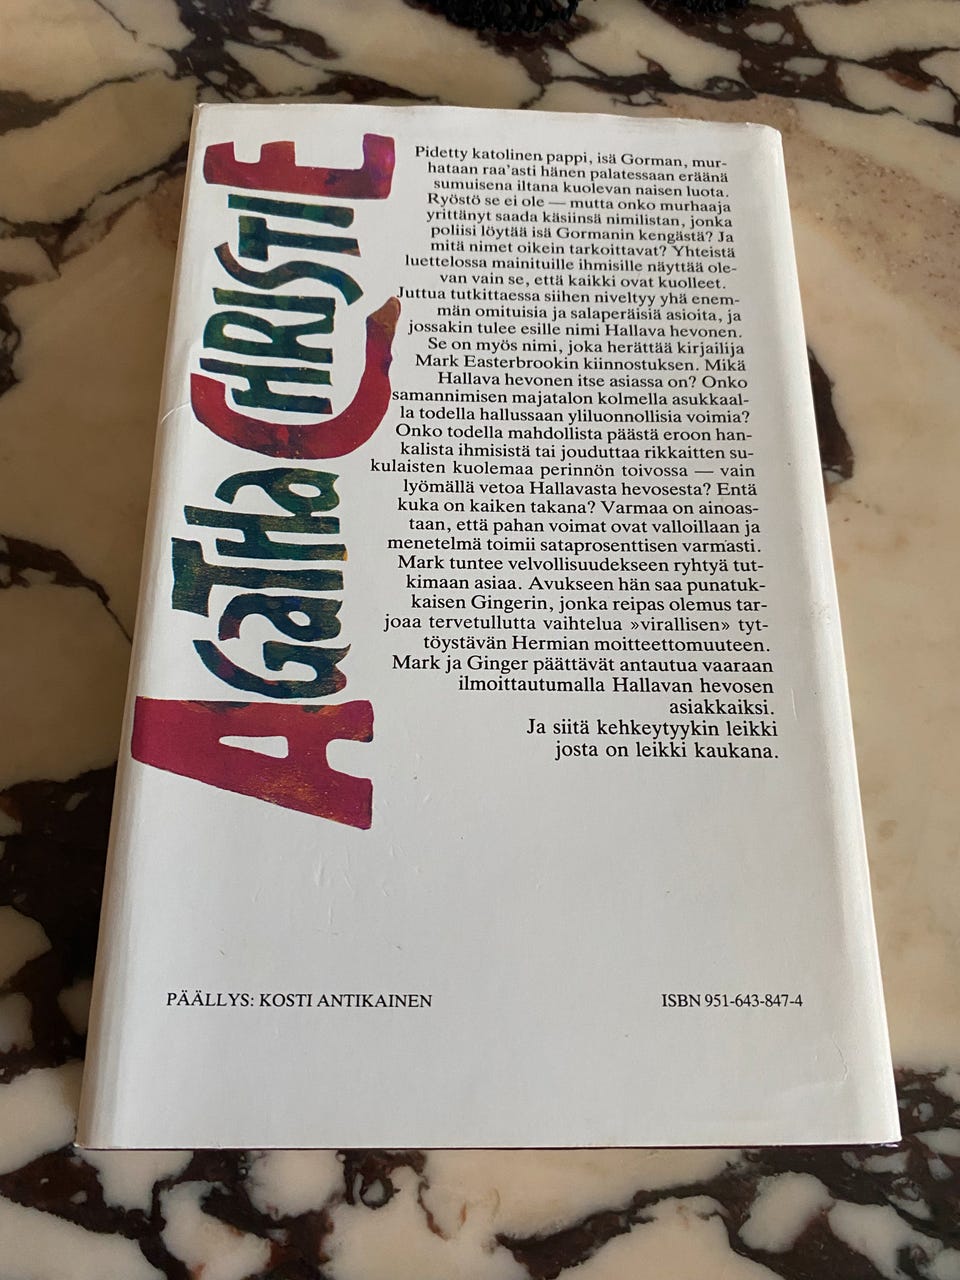 AGATHA CHRISTIE
Pidetty katolinen pappi, isä Gorman, mur-
hataan raa'asti hänen palatessaan eräänä
sumuisena iltana kuolevan naisen luota.
Ryöstö se ei ole — mutta onko murhaaja
yrittänyt saada käsiinsä nimilistan, jonka
poliisi löytää isä Gormanin kengästä? Ja
mitä nimet oikein tarkoittavat? Yhteistä
luettelossa mainituille ihmisille näyttää ole-
van vain se, että kaikki ovat kuolleet.
Juttua tutkittaessa siihen niveltyy yhä enem-
män omituisia ja salaperäisiä asioita, ja
jossakin tulee esille nimi Hallava hevonen.
Se on myös nimi, joka herättää kirjailija
Mark Easterbrookin kiinnostuksen. Mikä
Hallava hevonen itse asiassa on? Onko
samannimisen majatalon kolmella asukkaal-
la todella hallussaan yliluonnollisia voimia?
Onko todella mahdollista päästä eroon han-
kalista ihmisistä tai jouduttaa rikkaitten su-
kulaisten kuolemaa perinnön toivossa — vain
lyömällä vetoa Hallavasta hevosesta? Entä
kuka on kaiken takana? Varmaa on ainoas-
taan, että pahan voimat ovat valloillaan ja
menetelmä toimii sataprosenttisen varmasti.
Mark tuntee velvollisuudekseen ryhtyä tut-
kimaan asiaa. Avukseen hän saa punatuk-
kaisen Gingerin, jonka reipas olemus tar-
joaa tervetullutta vaihtelua »virallisen» tyt-
töystävän Hermian moitteettomuuteen.
Mark ja Ginger päättävät antautua vaaraan
ilmoittautumalla Hallavan hevosen
asiakkaiksi.
Ja siitä kehkeytyykin leikki
josta on leikki kaukana.
PÄÄLLYS: KOSTI ANTIKAINEN
ISBN 951-643-847-4